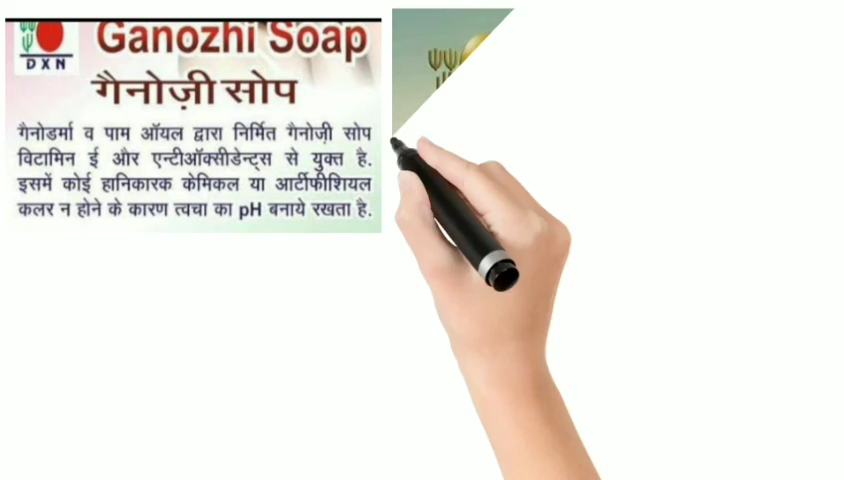 Ganozhi Soap
DXN
गैनोज़ी सोप
गैनोडर्मा व पाम ऑयल द्वारा निर्मित गैनोज़ी सोप
विटामिन ई और एन्टीऑक्सीडेन्ट्स से युक्त है.
इसमें कोई हानिकारक केमिकल या आर्टीफीशियल
कलर न होने के कारण त्वचा का pH बनाये रखता है.